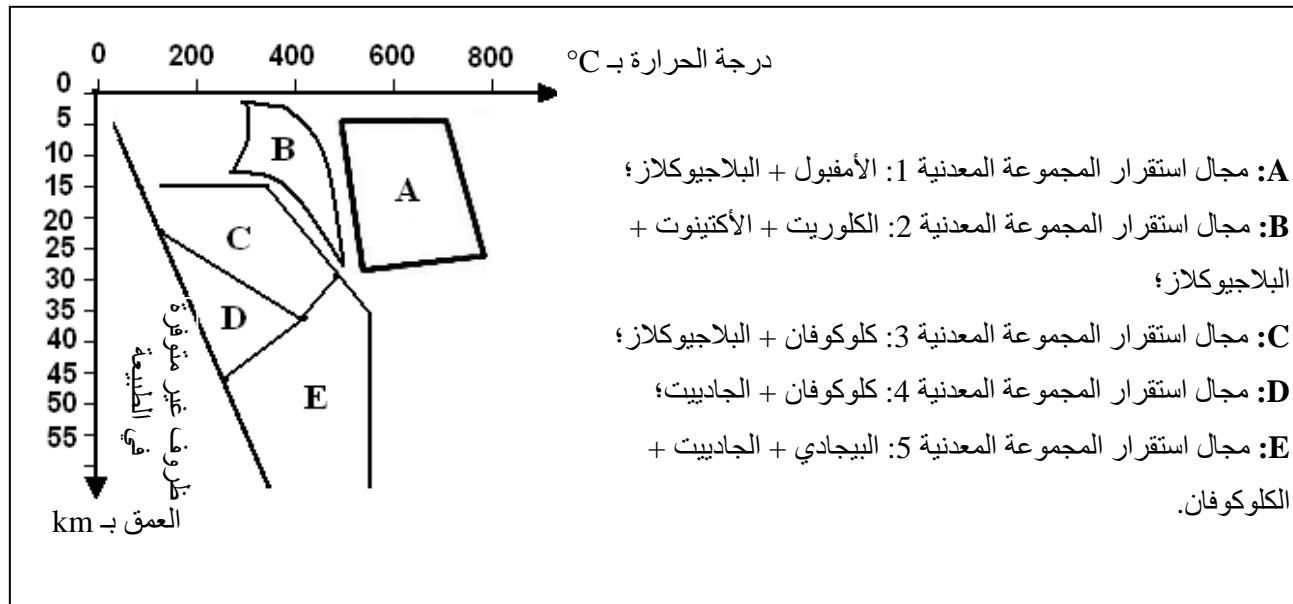 0 200 400 600 800
درجة الحرارة بـ °C
0
5
10
15
20
25
30
35
40
45
50
55
A
B
C
D
E
ظروف غير متوفرة
في الطبيعة
العمق بـ km
A: مجال استقرار المجموعة المعدنية 1: الأمفبول + البلاجيوكلاز؛
B: مجال استقرار المجموعة المعدنية 2: الكلوريت + الأكتينوت +
البلاجيوكلاز؛
C: مجال استقرار المجموعة المعدنية 3: كلوكوفان + البلاجيوكلاز؛
D: مجال استقرار المجموعة المعدنية 4: كلوكوفان + الجادييت؛
E: مجال استقرار المجموعة المعدنية 5: البيجادي + الجادييت +
الكلوكوفان.